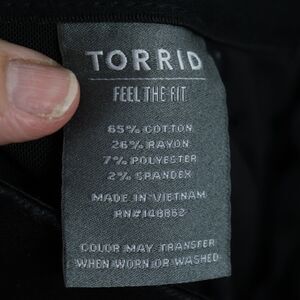 TORRID
FEEL THE FIT
65% COTTON
26% RAYON
7% POLYESTER
2% SPANDEX
MADE IN VIETNAM
RN#148862
COLOR MAY TRANSFER
WHEN WORN OR WASHED